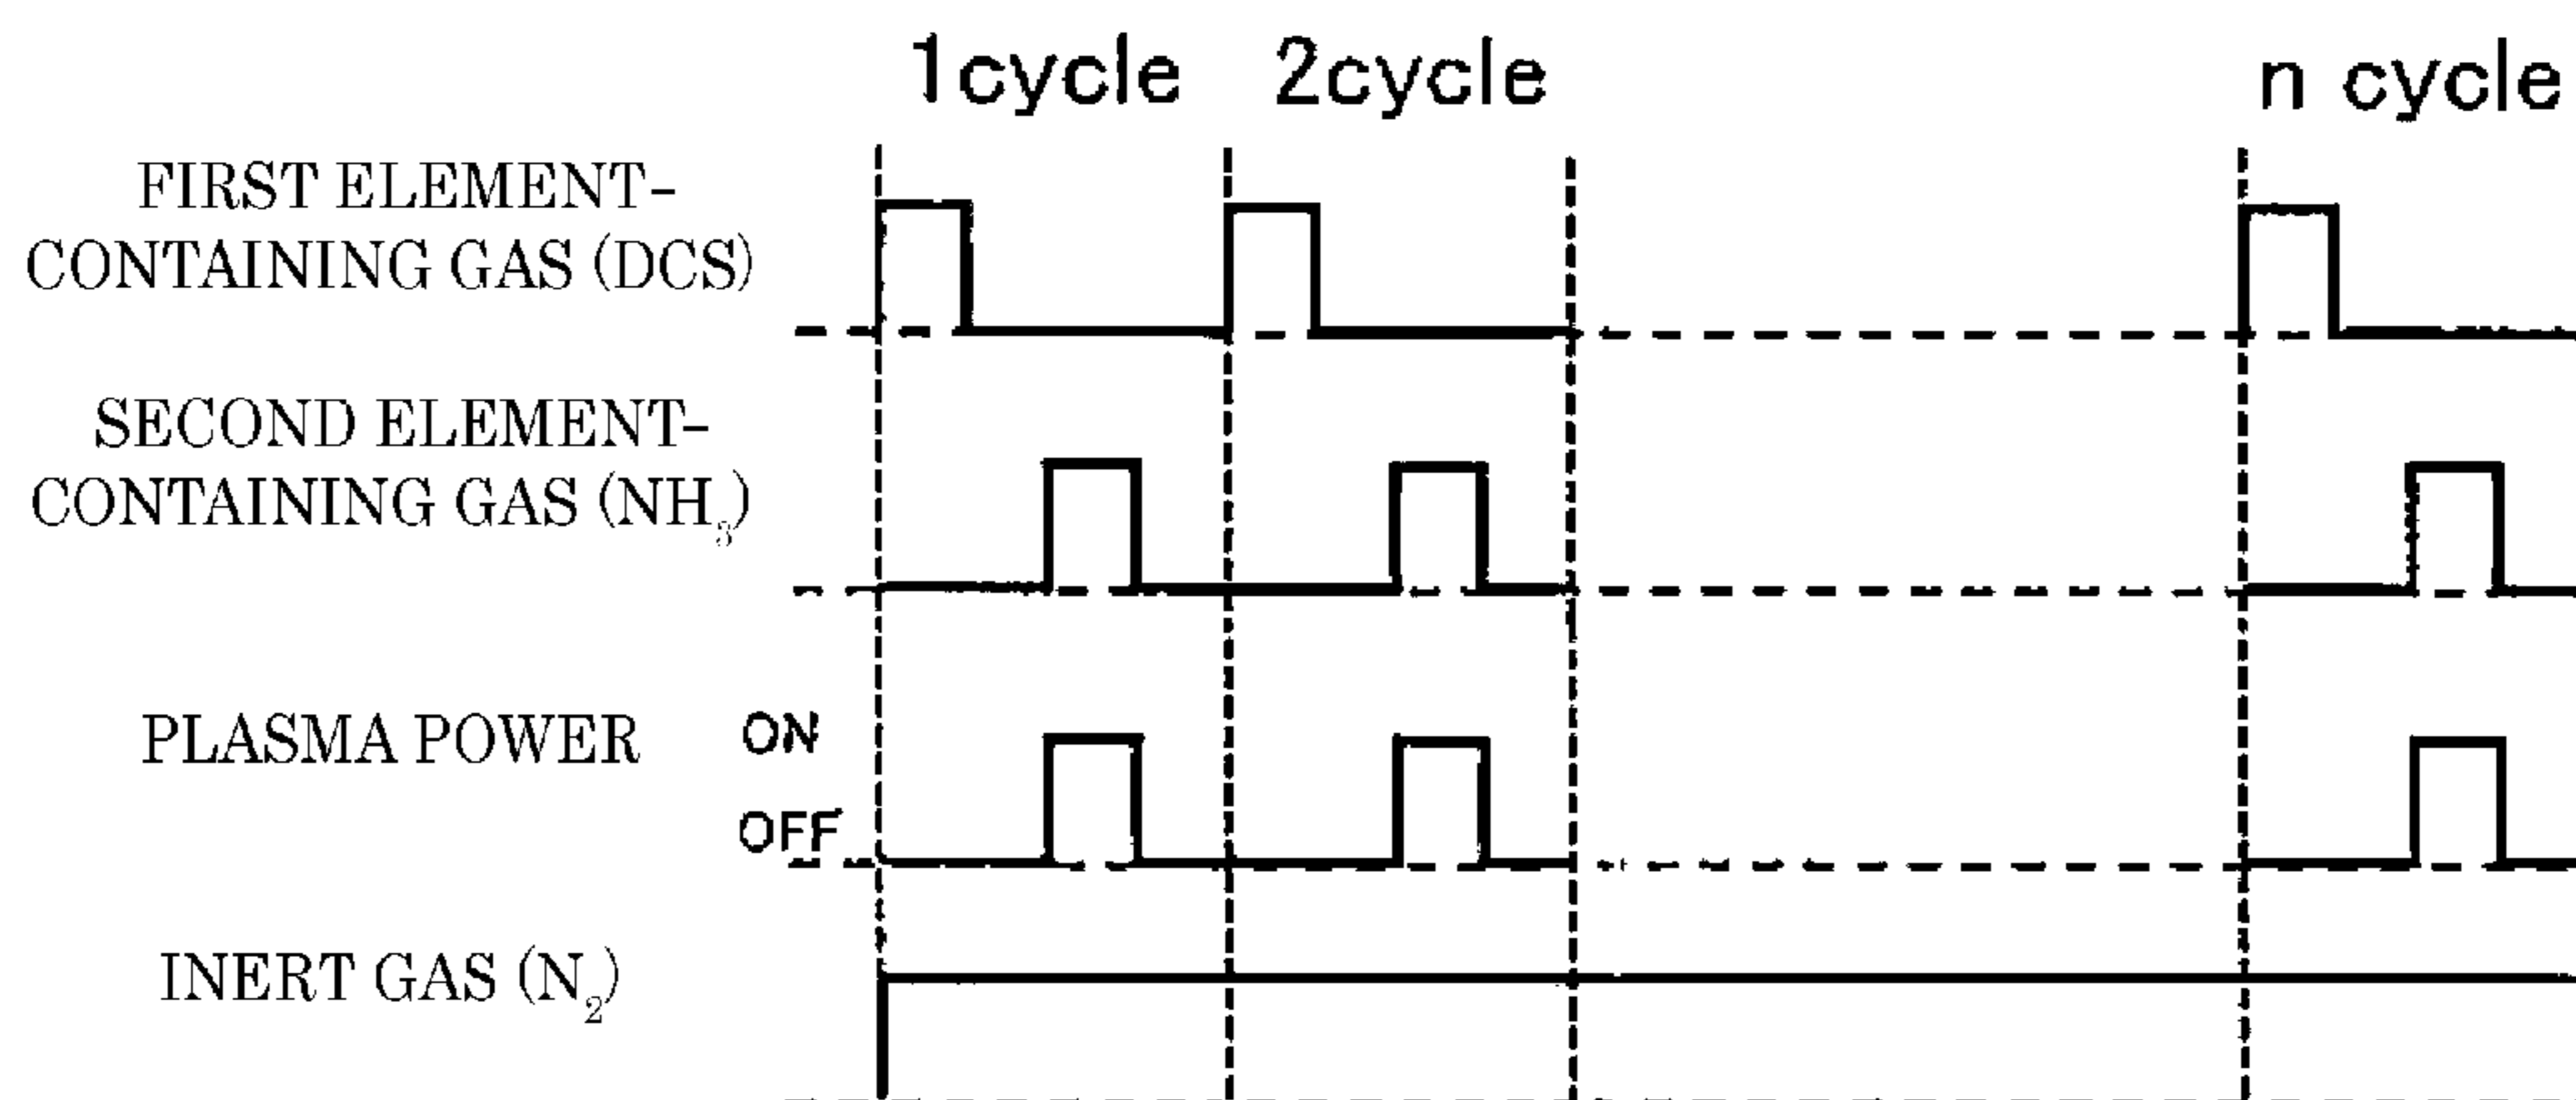 1cycle 2cycle n cycle
FIRST ELEMENT-
CONTAINING GAS (DCS)
SECOND ELEMENT-
CONTAINING GAS (NH₃)
PLASMA POWER ON
OFF
INERT GAS (N₂)